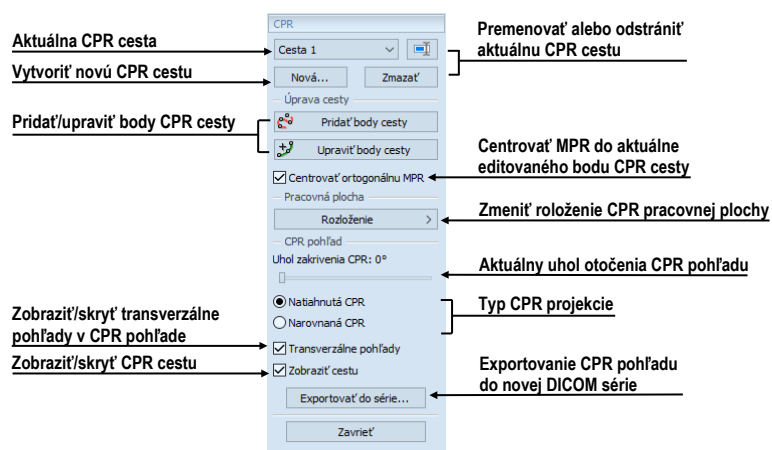 CPR
Aktuálna CPR cesta
Cesta 1
Premenovať alebo odstrániť
aktuálnu CPR cestu
Vytvoriť novú CPR cestu
Nová...
Zmazať
Úprava cesty
Pridať/upraviť body CPR cesty
Pridať body cesty
Upraviť body cesty
Centrovať MPR do aktuálne
editovaného bodu CPR cesty
Centrovať ortogonálnu MPR
Pracovná plocha
Rozloženie
Zmeniť roloženie CPR pracovnej plochy
CPR pohľad
Uhol zakrivenia CPR: 0°
Aktuálny uhol otočenia CPR pohľadu
Natiahnutá CPR
Narovnaná CPR
Typ CPR projekcie
Zobraziť/skryť transverzálne
pohľady v CPR pohľade
Transverzálne pohľady
Zobraziť/skryť CPR cestu
Zobraziť cestu
Exportovanie CPR pohľadu
do novej DICOM série
Exportovať do série...
Zavrieť